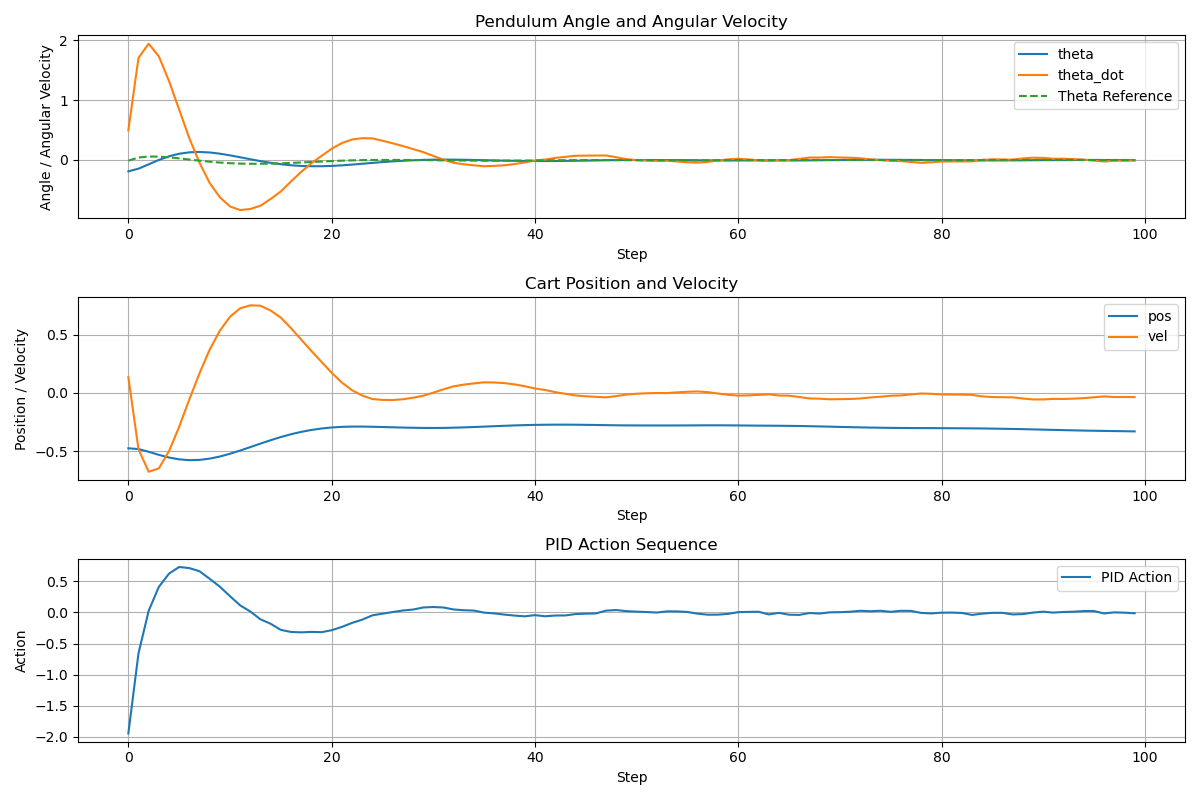 Pendulum Angle and Angular Velocity
Angle / Angular Velocity
2
1
0
theta
theta_dot
Theta Reference
0 20 40 60 80 100
Step
Cart Position and Velocity
Position / Velocity
0.5
0.0
−0.5
pos
vel
0 20 40 60 80 100
Step
PID Action Sequence
Action
0.5
0.0
−0.5
−1.0
−1.5
−2.0
PID Action
0 20 40 60 80 100
Step